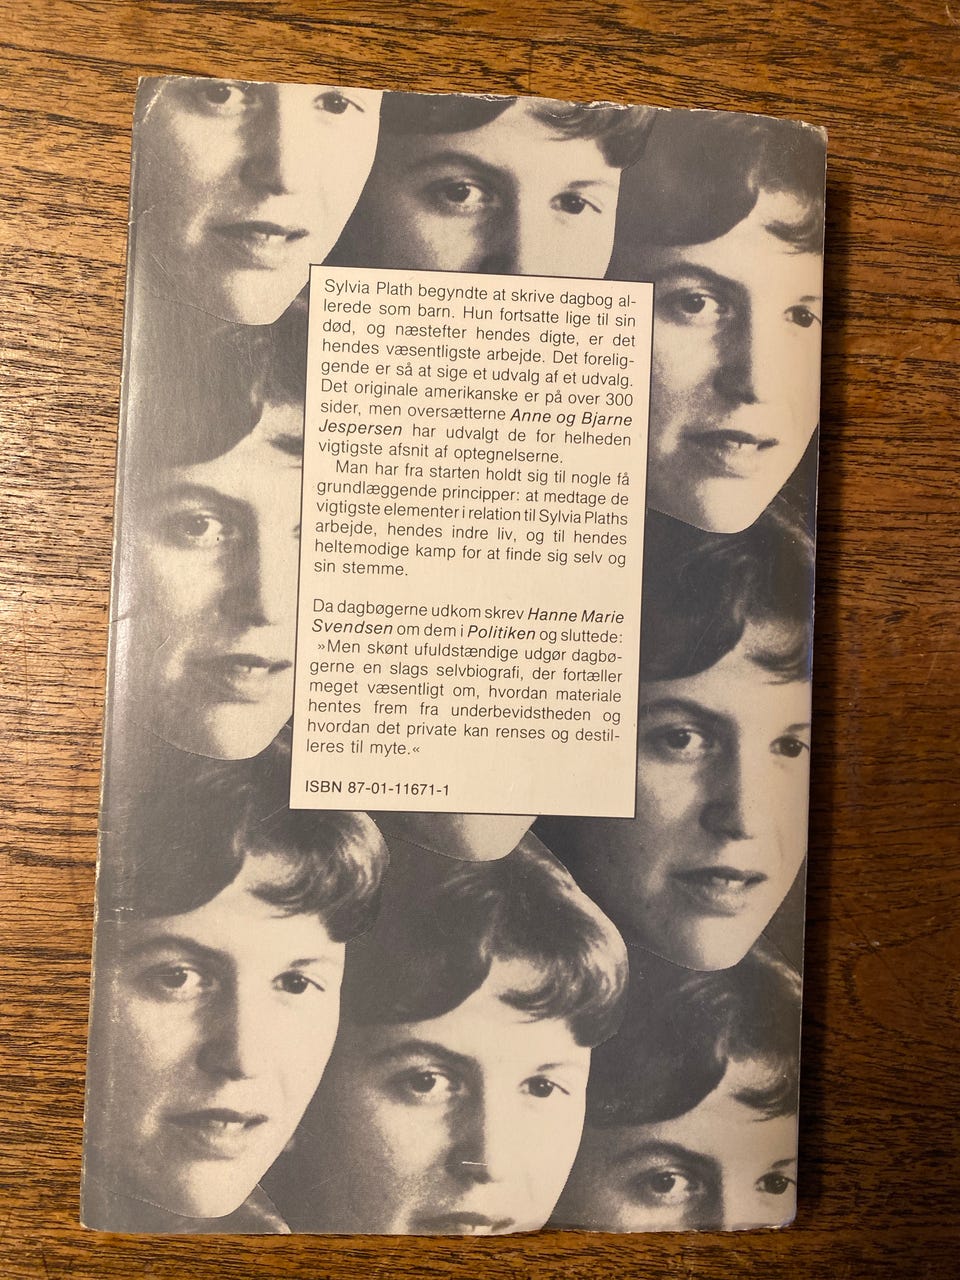 Sylvia Plath begyndte at skrive dagbog al-
lerede som barn. Hun fortsatte lige til sin
død, og næstefter hendes digte, er det
hendes væsentligste arbejde. Det forelig-
gende er så at sige et udvalg af et udvalg.
Det originale amerikanske er på over 300
sider, men oversætterne Anne og Bjarne
Jespersen har udvalgt de for helheden
vigtigste afsnit af optegnelserne.
Man har fra starten holdt sig til nogle få
grundlæggende principper: at medtage de
vigtigste elementer i relation til Sylvia Plaths
arbejde, hendes indre liv, og til hendes
heltemodige kamp for at finde sig selv og
sin stemme.
Da dagbøgerne udkom skrev Hanne Marie
Svendsen om dem i Politiken og sluttede:
»Men skønt ufuldstændige udgør dagbø-
gerne en slags selvbiografi, der fortæller
meget væsentligt om, hvordan materiale
hentes frem fra underbevidstheden og
hvordan det private kan renses og destil-
leres til myte.«
ISBN 87-01-11671-1